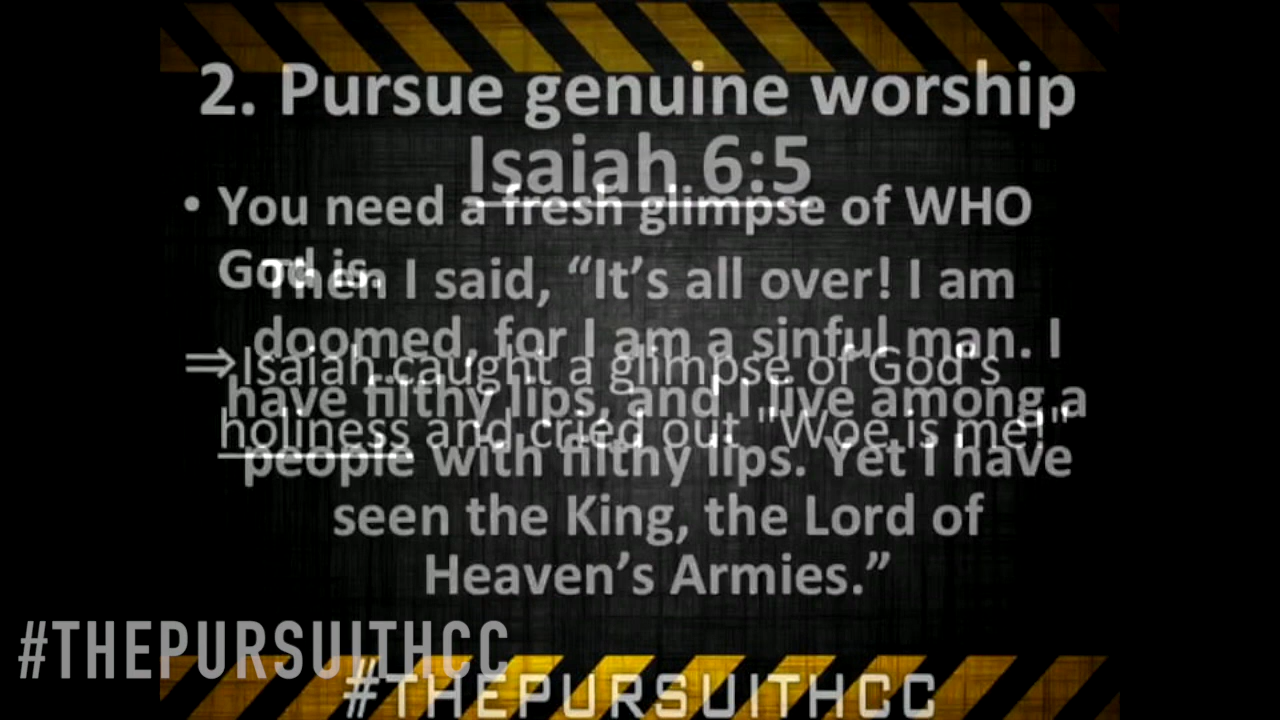 2. Pursue genuine worship
Isaiah 6:5
• You need a fresh glimpse of WHO
God is.
Then I said, “It’s all over! I am
doomed, for I am a sinful man. I
⇒Isaiah caught a glimpse of God's
have filthy lips, and I live among a
holiness and cried out "Woe is me!"
people with filthy lips. Yet I have
seen the King, the Lord of
Heaven’s Armies.”
#THEPURSUITHCC
#THEPURSUITHCC